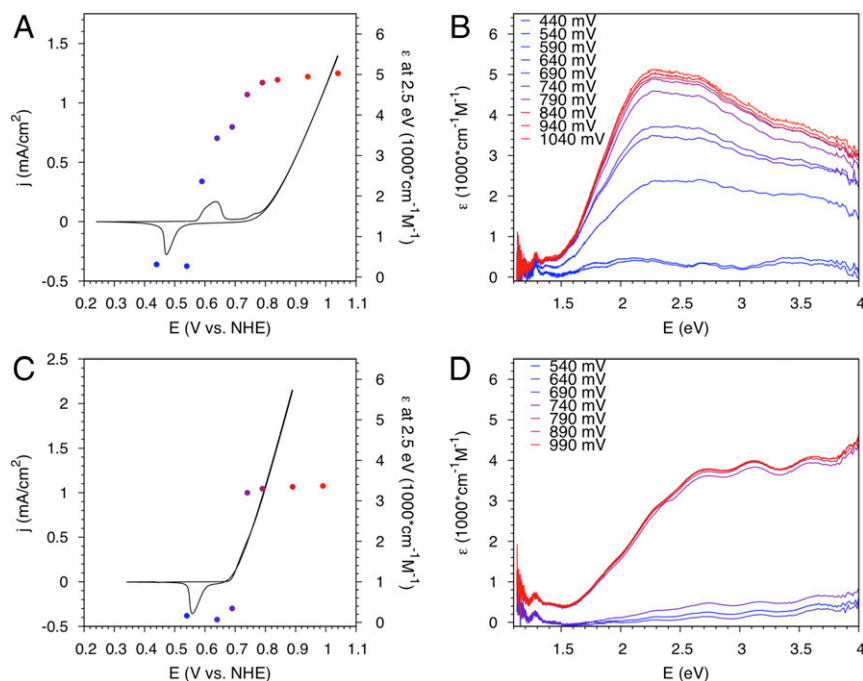 A
1.5
1
0.5
0
-0.5
j (mA/cm²)
6
5
4
3
2
1
0
ε at 2.5 eV (1000*cm⁻¹M⁻¹)
0.2 0.3 0.4 0.5 0.6 0.7 0.8 0.9 1 1.1
E (V vs. NHE)
B
440 mV
540 mV
590 mV
640 mV
690 mV
740 mV
790 mV
840 mV
940 mV
1040 mV
6
5
4
3
2
1
0
ε (1000*cm⁻¹M⁻¹)
1.5 2 2.5 3 3.5 4
E (eV)
C
2.5
2
1.5
1
0.5
0
-0.5
j (mA/cm²)
6
5
4
3
2
1
0
ε at 2.5 eV (1000*cm⁻¹M⁻¹)
0.2 0.3 0.4 0.5 0.6 0.7 0.8 0.9 1 1.1
E (V vs. NHE)
D
540 mV
640 mV
690 mV
740 mV
790 mV
890 mV
990 mV
6
5
4
3
2
1
0
ε (1000*cm⁻¹M⁻¹)
1.5 2 2.5 3 3.5 4
E (eV)